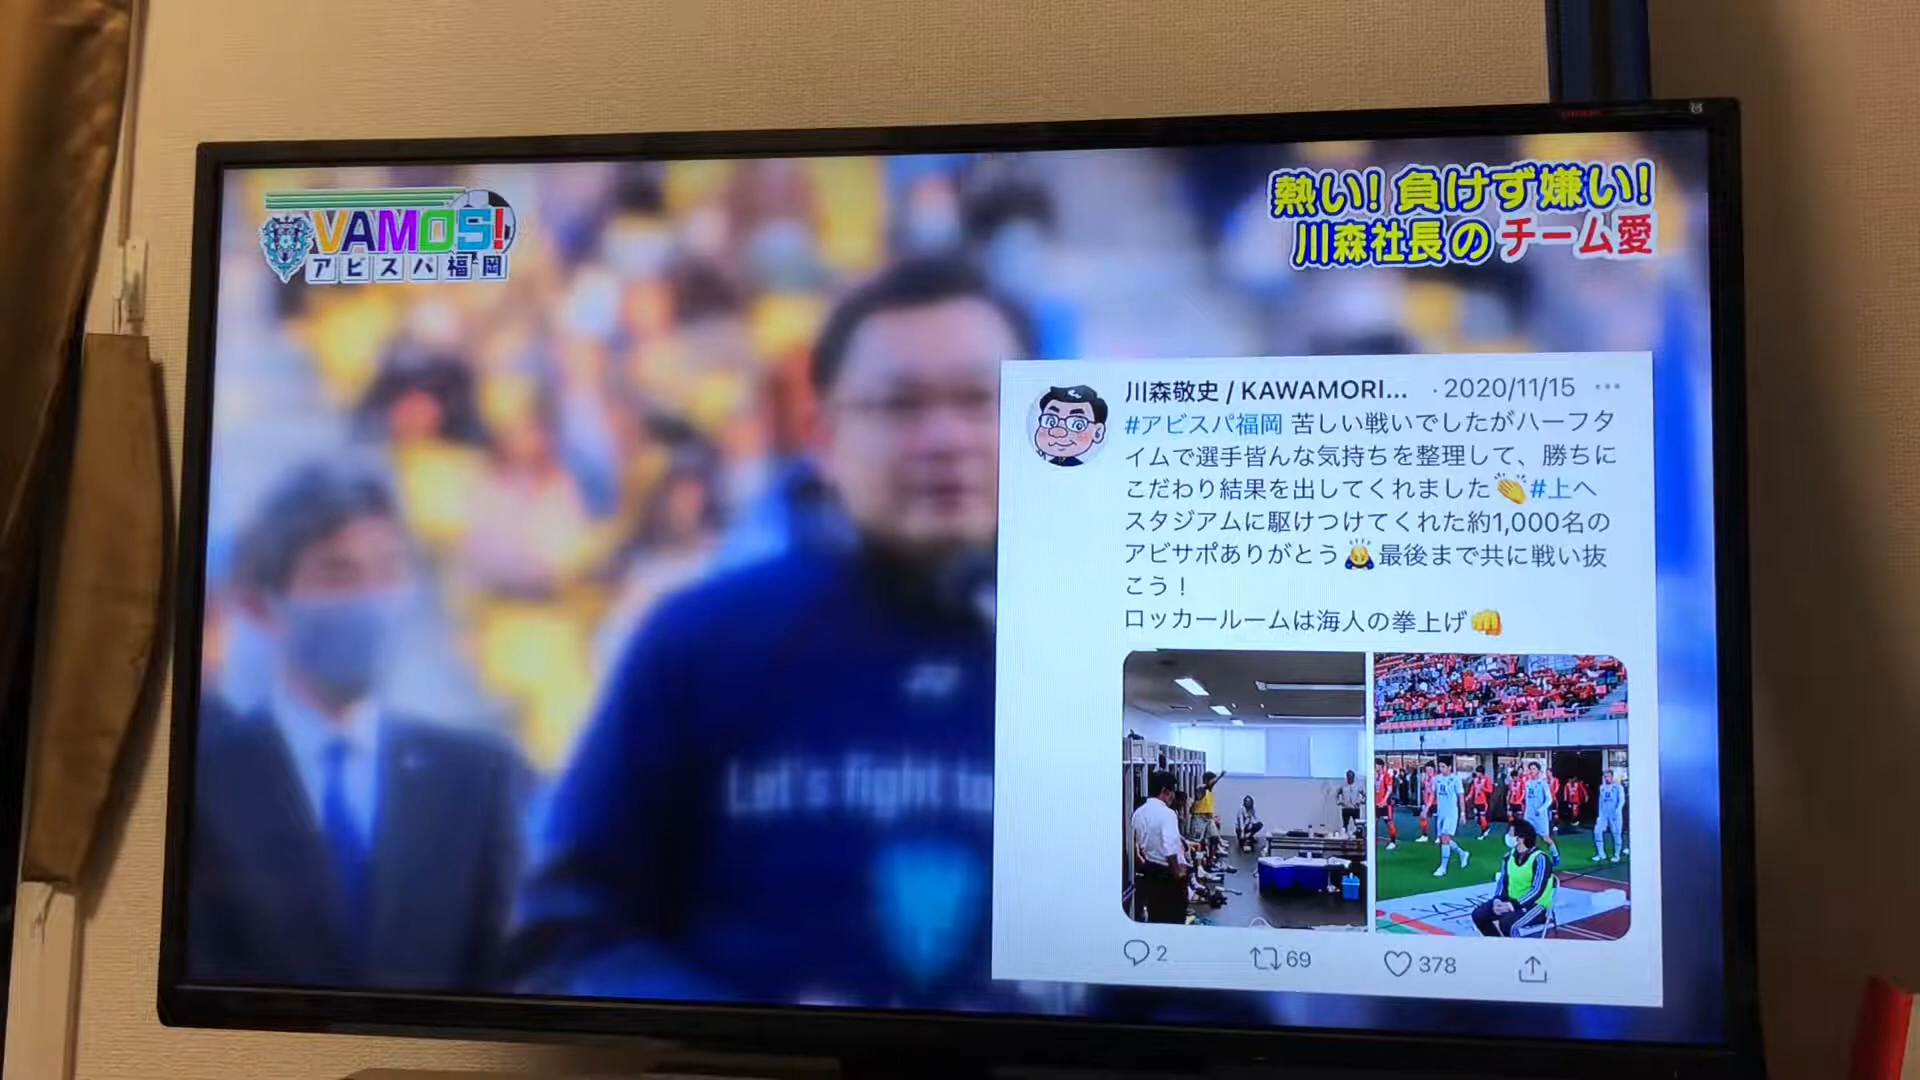 VAMOS!
アビスパ福岡
熱い!負けず嫌い!
川森社長のチーム愛
川森敬史 / KAWAMORI... ·2020/11/15
#アビスパ福岡 苦しい戦いでしたがハーフタ
イムで選手皆んな気持ちを整理して、勝ちに
こだわり結果を出してくれました👏#上へ
スタジアムに駆けつけてくれた約1,000名の
アビサポありがとう🙇最後まで共に戦い抜
こう！
ロッカールームは海人の拳上げ👊
2 69 378
Let's fight to